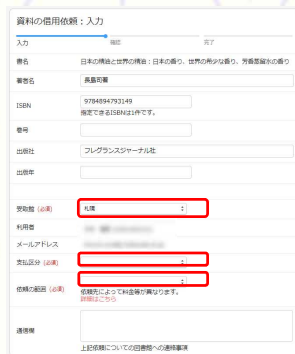 資料の借用依頼：入力
入力 確認 完了
書名 日本の精油と世界の精油：日本の香り、世界の希少な香り、芳香蒸留水の香り
著者名 長島司著
ISBN 9784894793149
指定できるISBNは1件です。
巻号
出版社 フレグランスジャーナル社
出版年
受取館 (必須) 札幌
利用者
メールアドレス
支払区分 (必須)
依頼の範囲 (必須)
依頼先によって料金等が異なります。
詳細はこちら
通信欄
上記依頼についての図書館への連絡事項